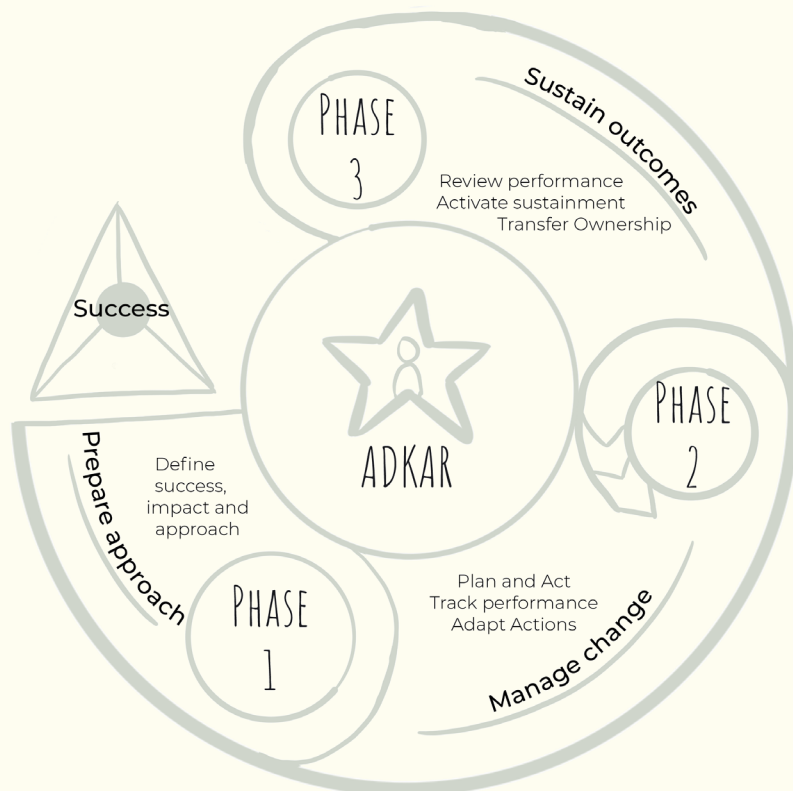 Sustain outcomes
PHASE
3
Review performance
Activate sustainment
Transfer Ownership
Success
PHASE
2
ADKAR
Prepare approach
Define
success,
impact and
approach
PHASE
1
Plan and Act
Track performance
Adapt Actions
Manage change